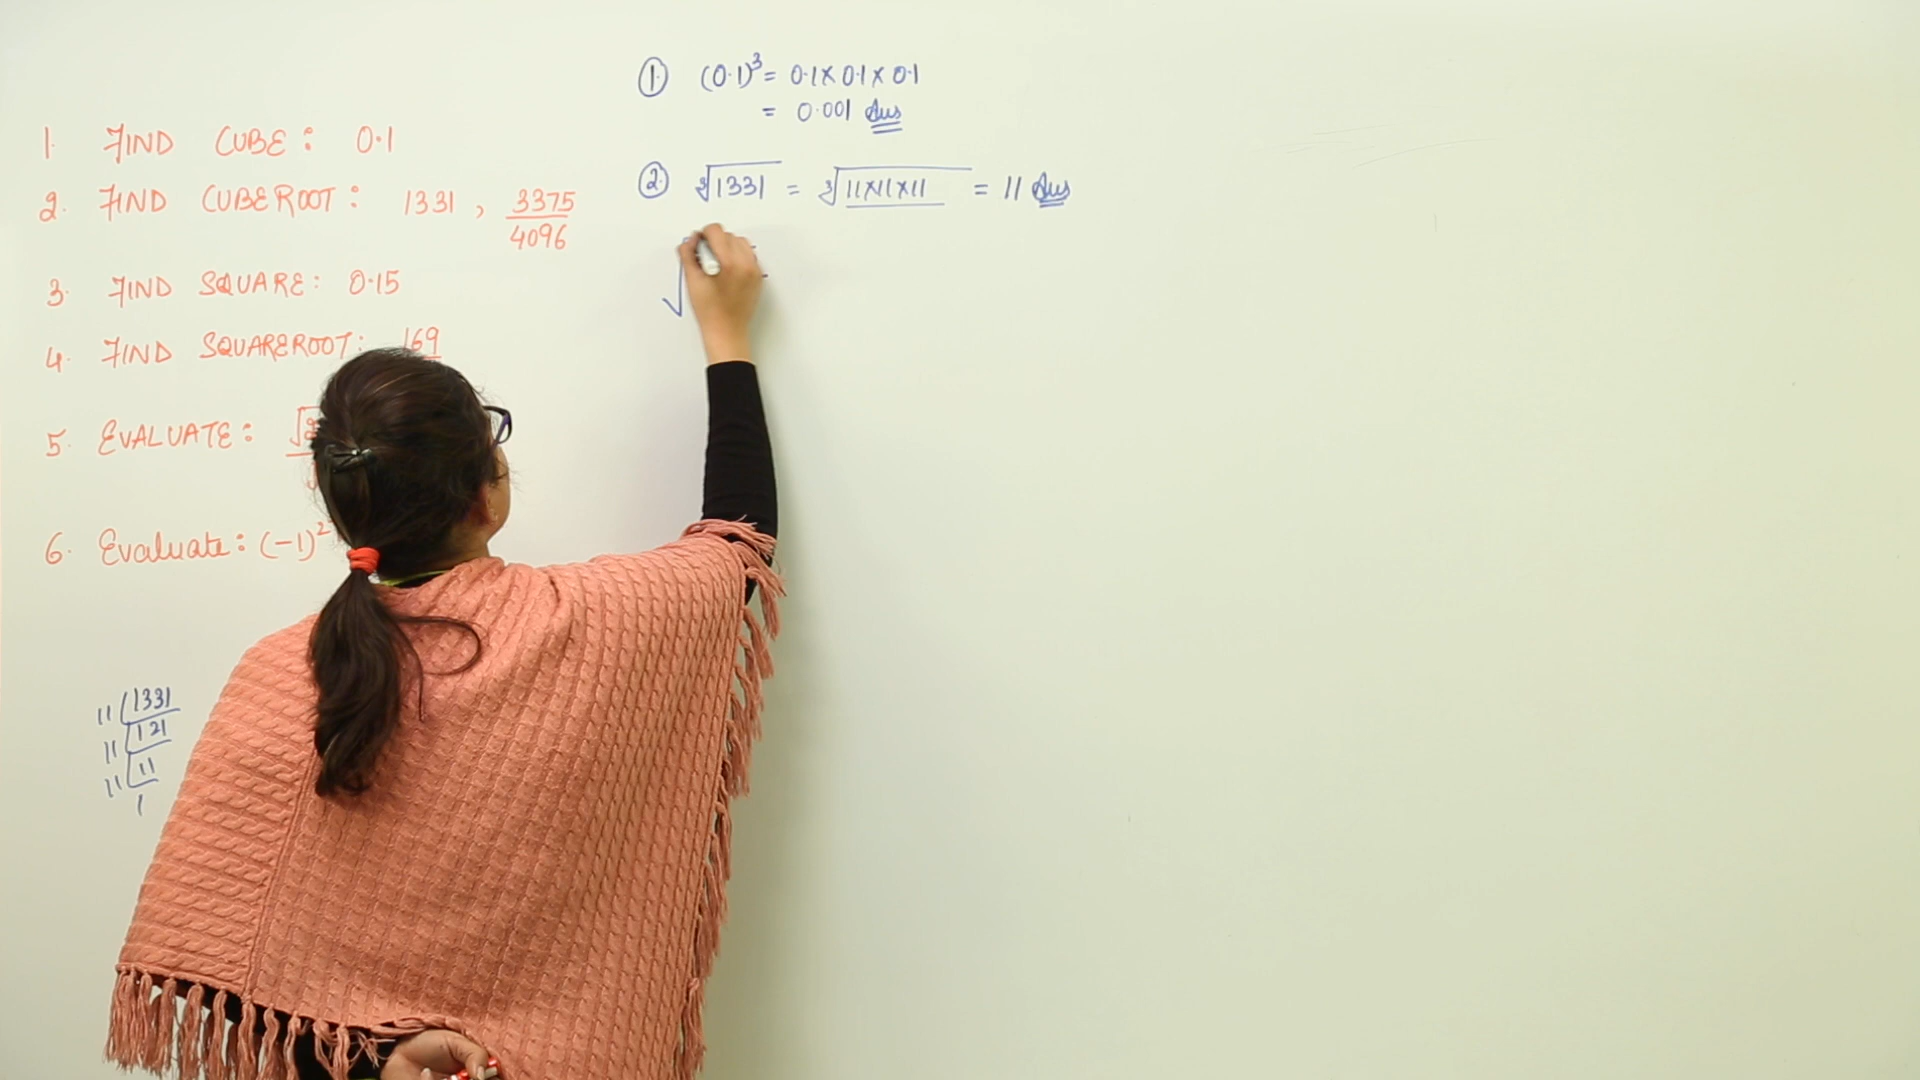 1. FIND CUBE: 0.1
2. FIND CUBEROOT: 1331, 3375
4096
3. FIND SQUARE: 0.15
4. FIND SQUAREROOT: 169
5. EVALUATE:
6. Evaluate: (-1)²
11 1331
11 121
11 11
1
① (0.1)³ = 0.1 × 0.1 × 0.1
= 0.001 Ans
② ∛1331 = ∛11×11×11 = 11 Ans